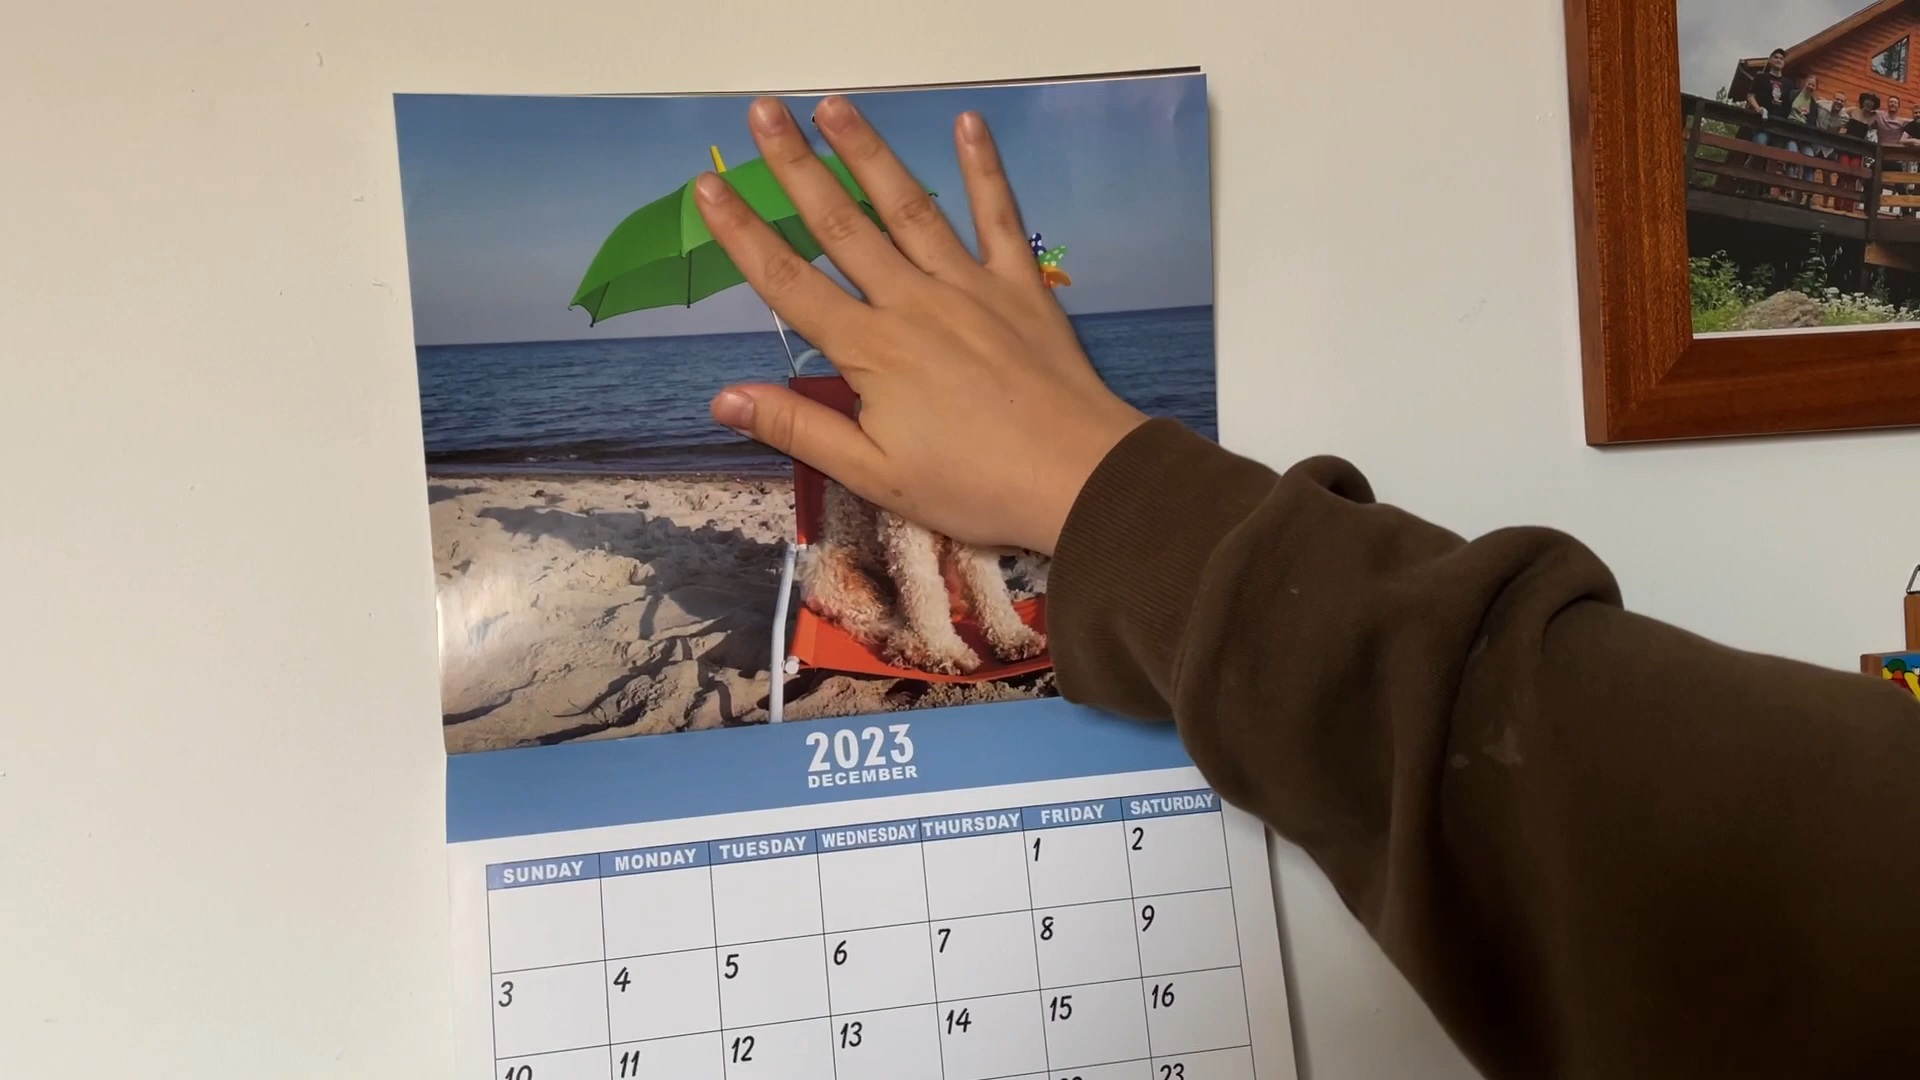 2023
DECEMBER
SUNDAY MONDAY TUESDAY WEDNESDAY THURSDAY FRIDAY SATURDAY
1 2
3 4 5 6 7 8 9
10 11 12 13 14 15 16
23